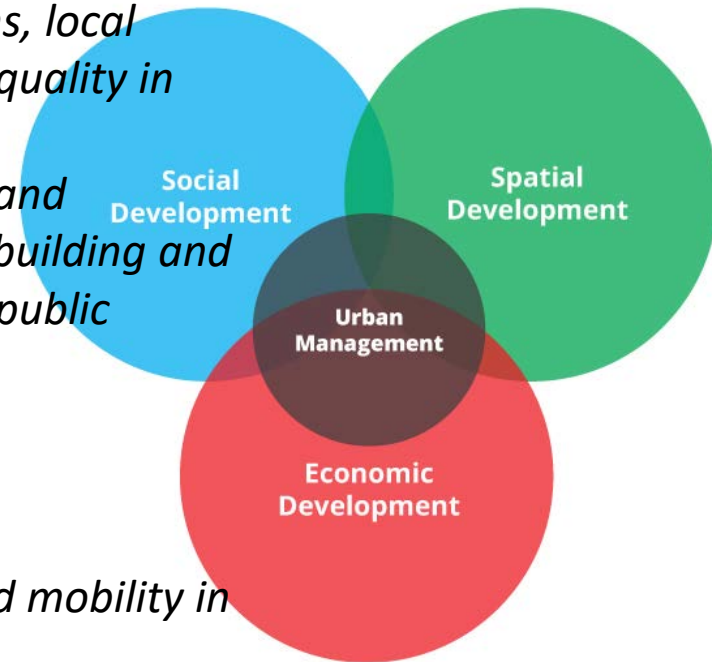 s, local
quality in
and
building and
public
d mobility in
Social
Development
Spatial
Development
Urban
Management
Economic
Development